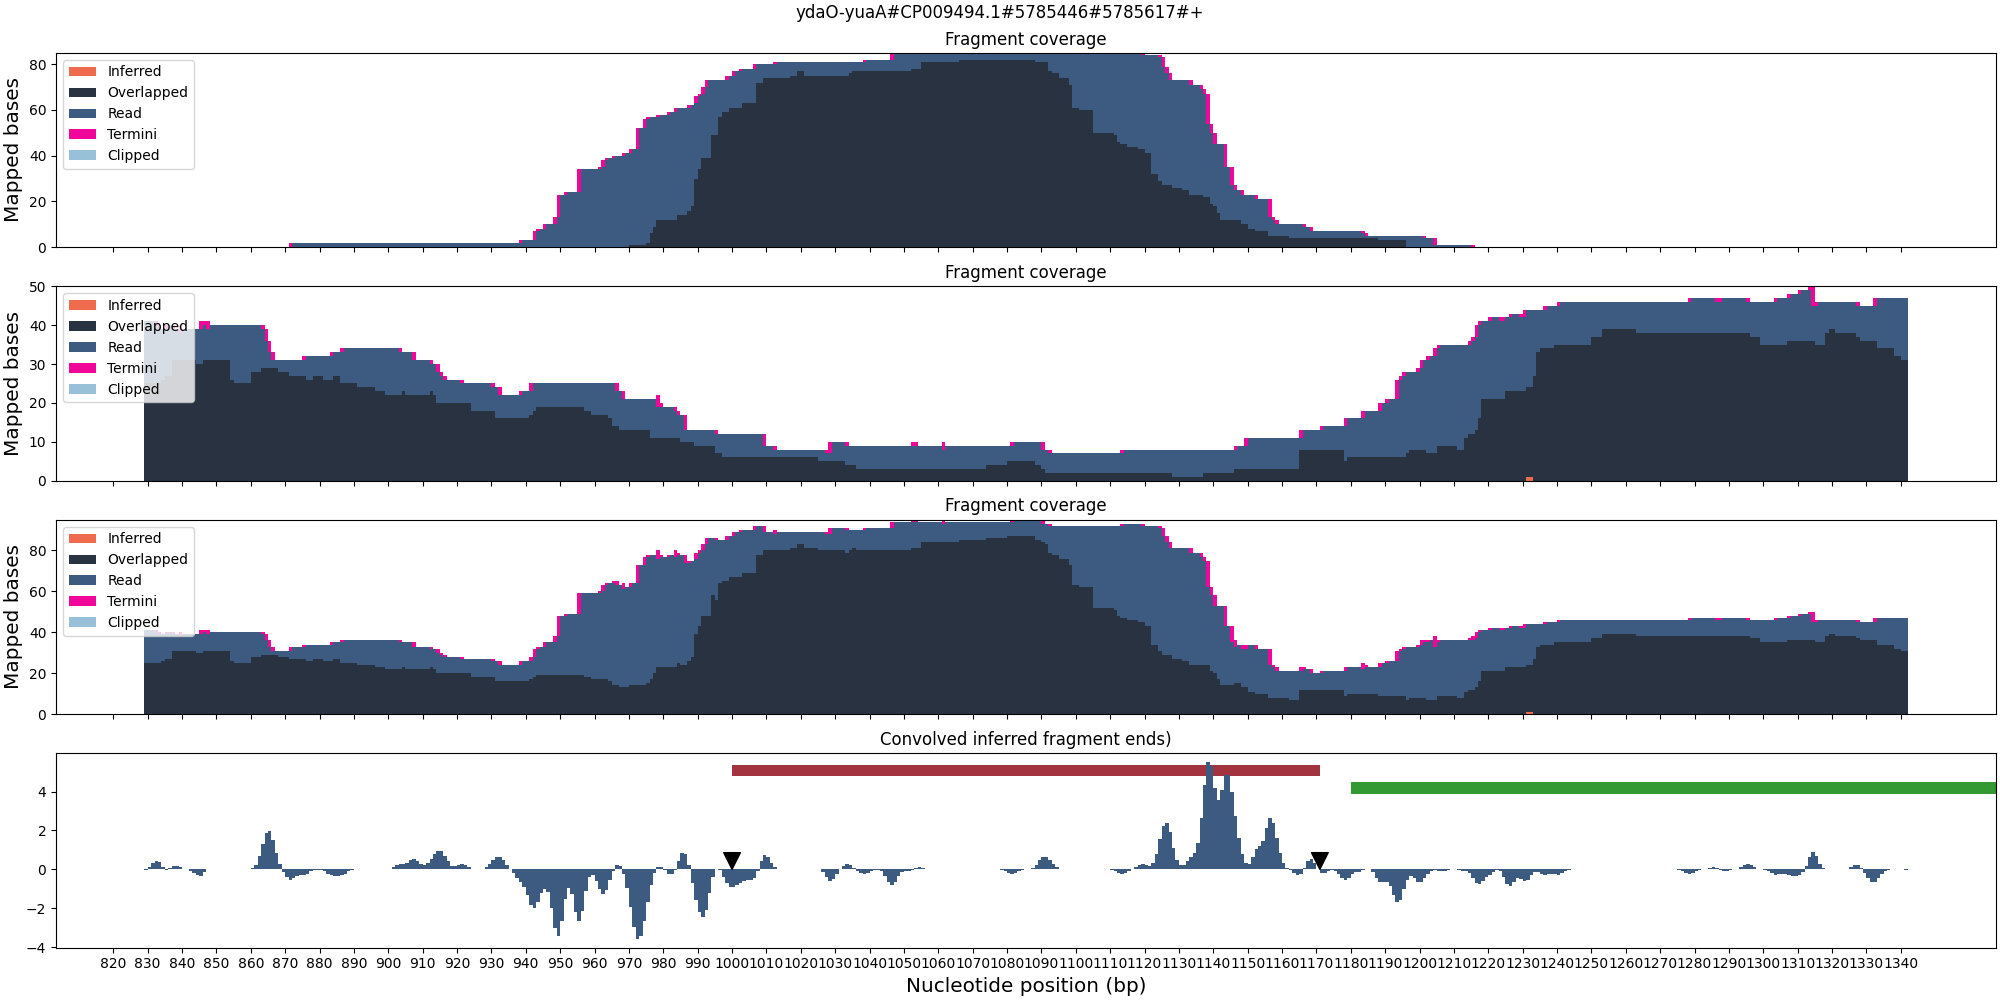 ydaO-yuaA#CP009494.1#5785446#5785617#+
Fragment coverage
Mapped bases
80
60
40
20
0
Inferred
Overlapped
Read
Termini
Clipped
Fragment coverage
Mapped bases
50
40
30
20
10
0
Inferred
Overlapped
Read
Termini
Clipped
Fragment coverage
Mapped bases
80
60
40
20
0
Inferred
Overlapped
Read
Termini
Clipped
Convolved inferred fragment ends)
4
2
0
−2
−4
820 830 840 850 860 870 880 890 900 910 920 930 940 950 960 970 980 990 1000 1010 1020 1030 1040 1050 1060 1070 1080 1090 1100 1110 1120 1130 1140 1150 1160 1170 1180 1190 1200 1210 1220 1230 1240 1250 1260 1270 1280 1290 1300 1310 1320 1330 1340
Nucleotide position (bp)